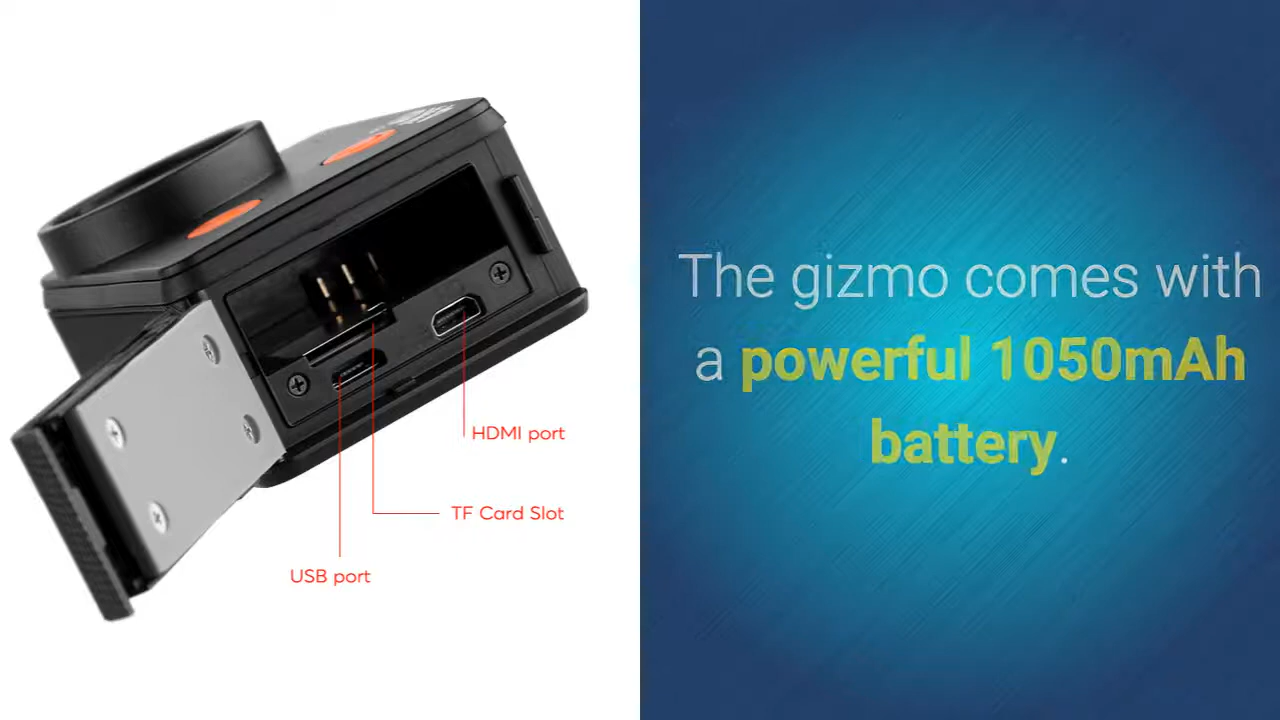 HDMI port
TF Card Slot
USB port
The gizmo comes with
a powerful 1050mAh
battery.